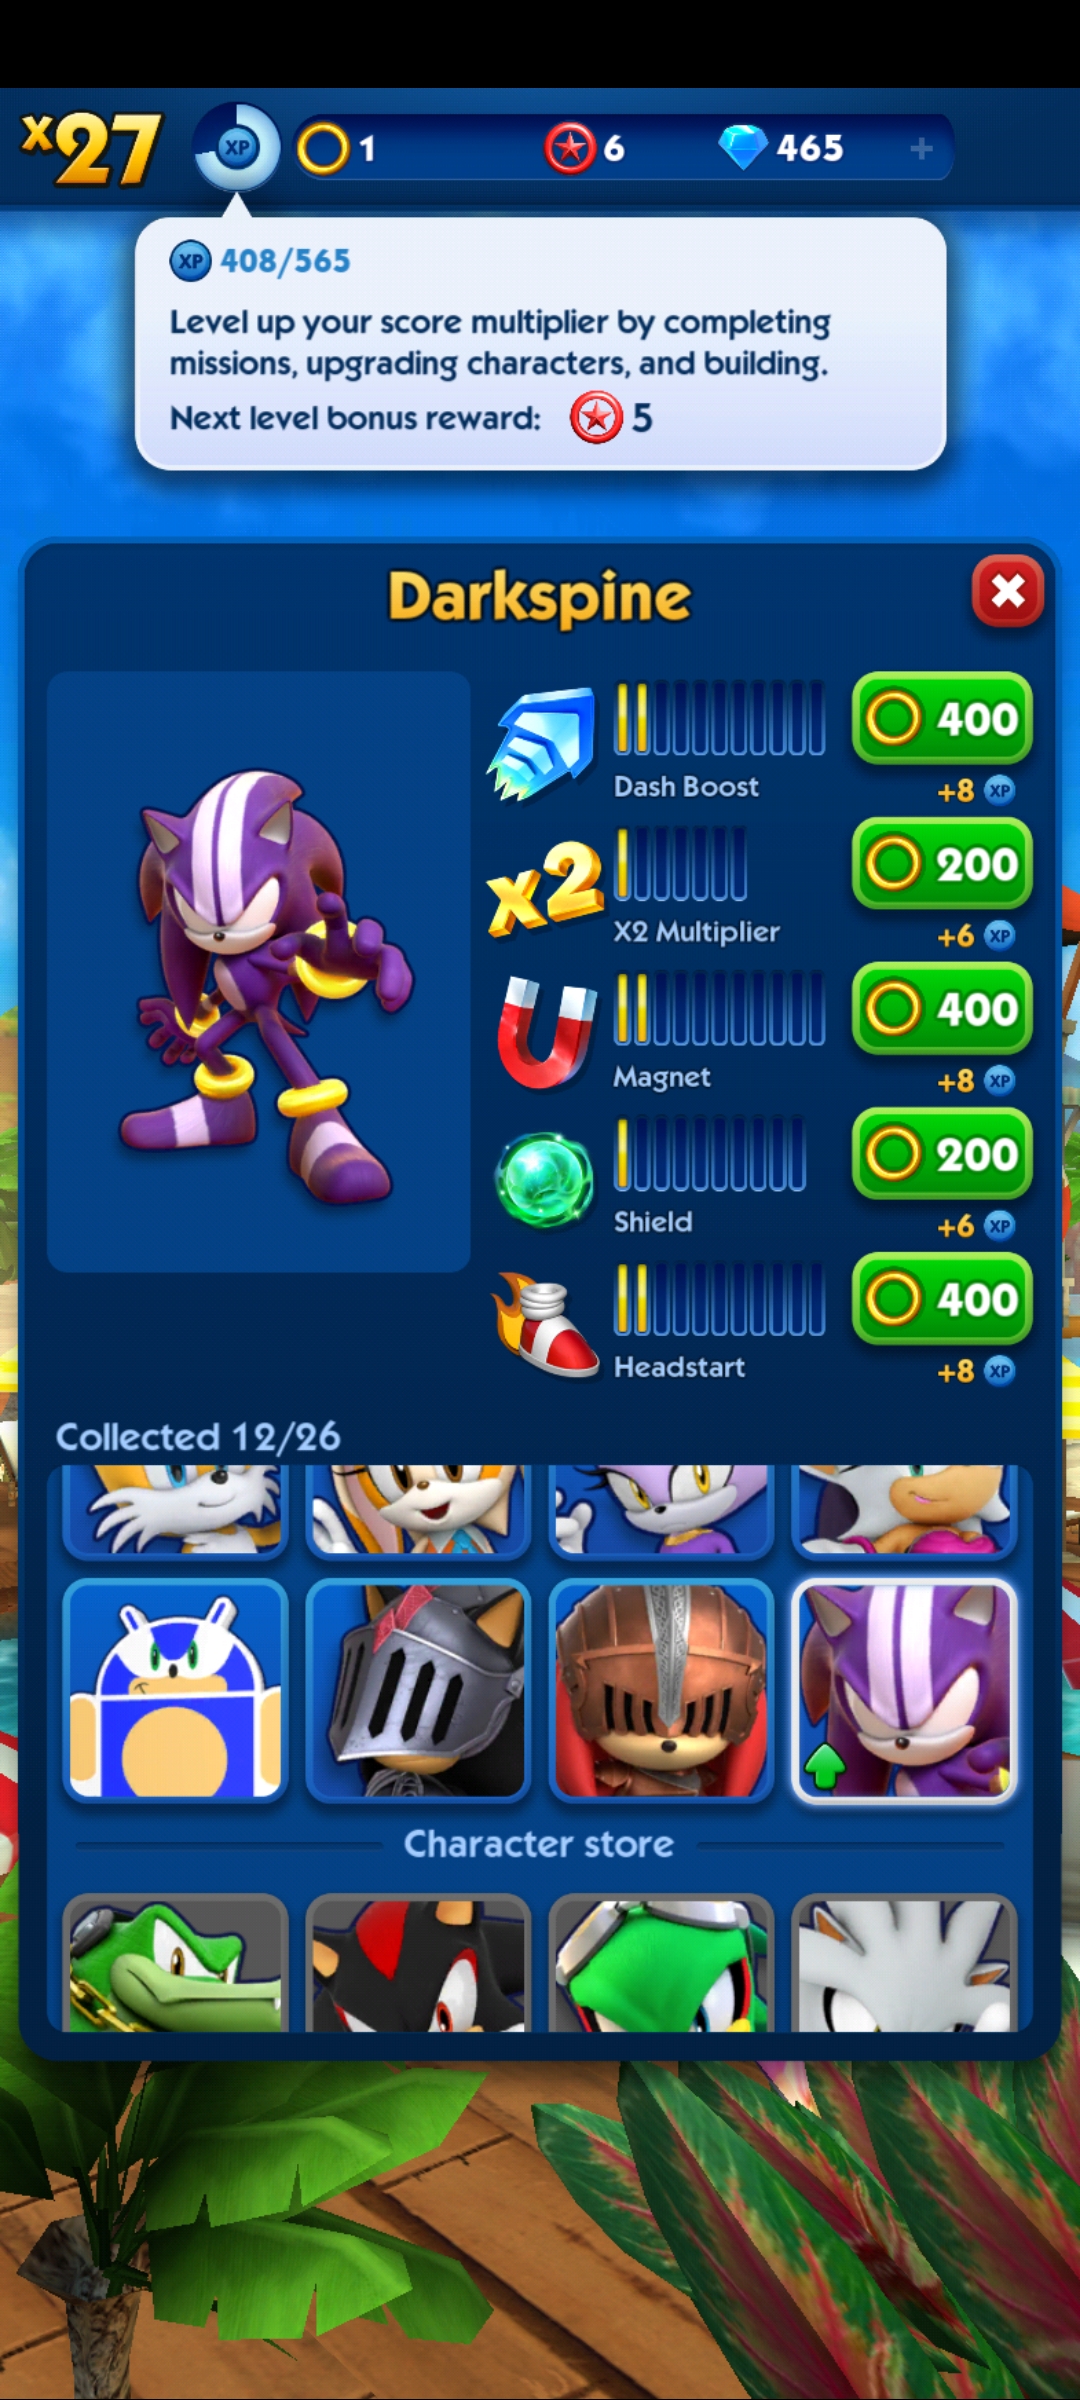 x27
XP
1
6
465
+
XP 408/565
Level up your score multiplier by completing
missions, upgrading characters, and building.
Next level bonus reward: 5
Darkspine
400
Dash Boost
+8 XP
x2
200
X2 Multiplier
+6 XP
400
Magnet
+8 XP
200
Shield
+6 XP
400
Headstart
+8 XP
Collected 12/26
Character store